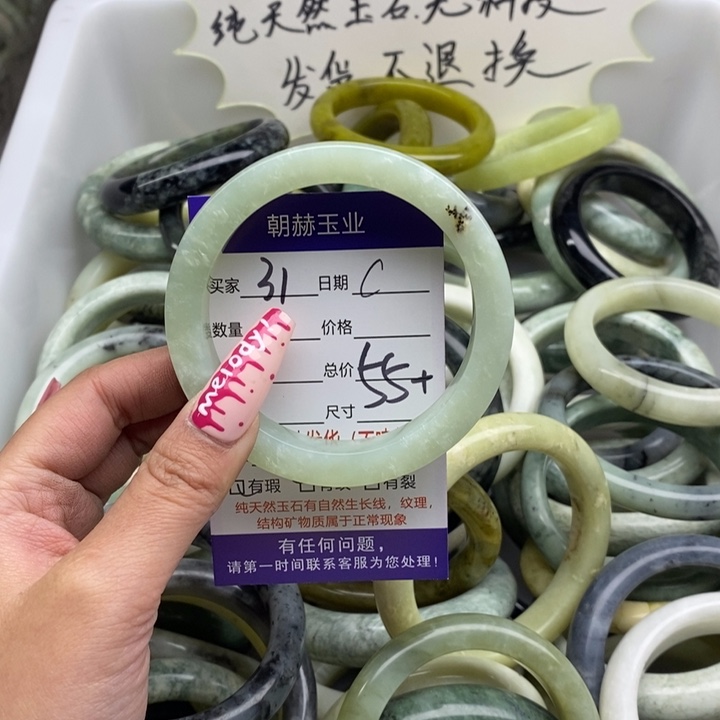 纯天然玉石.无
发货不退换
朝赫玉业
买家 31 日期 C
数量 价格
总价 55+
尺寸
melody
有瑕 有裂
纯天然玉石有自然生长线，纹理，
结构矿物质属于正常现象
有任何问题，
请第一时间联系客服为您处理！